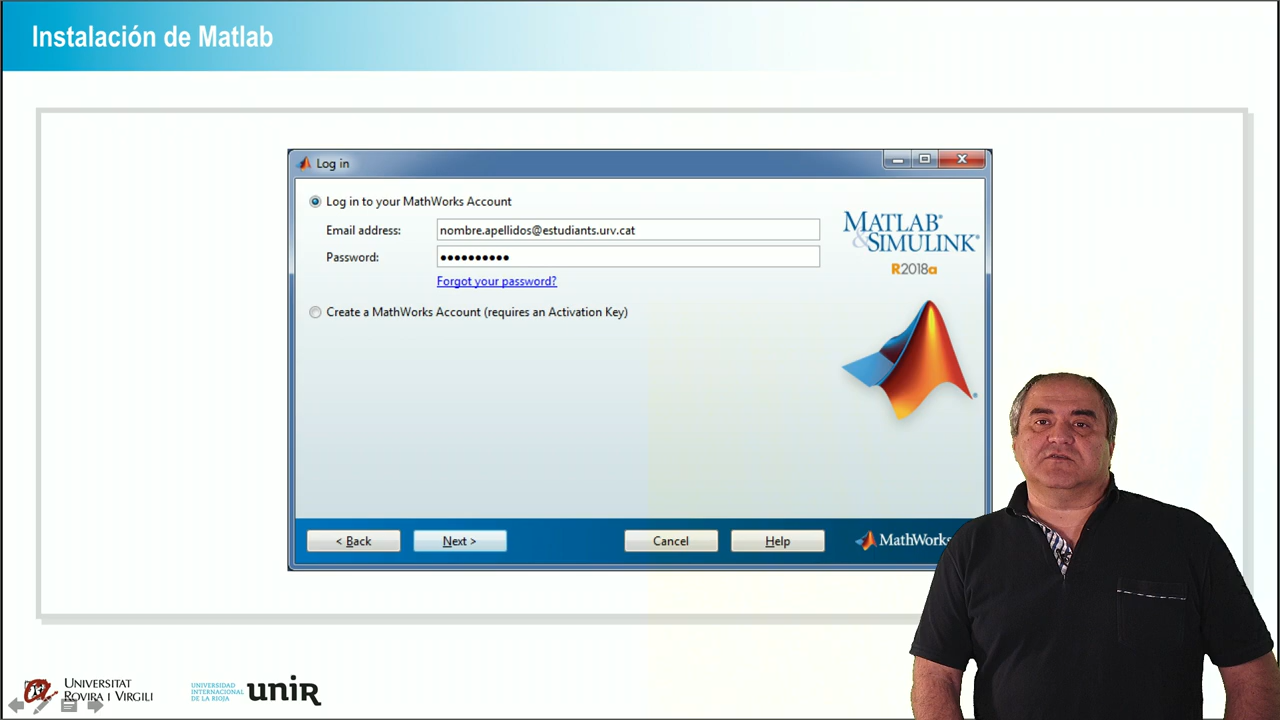 Instalación de Matlab
Log in
Log in to your MathWorks Account
Email address: nombre.apellidos@estudiants.urv.cat
Password: ●●●●●●●●●●
Forgot your password?
Create a MathWorks Account (requires an Activation Key)
MATLAB®
&SIMULINK®
R2018a
< Back Next > Cancel Help MathWorks
UNIVERSITAT
ROVIRA I VIRGILI
UNIVERSIDAD
INTERNACIONAL
DE LA RIOJA
unir